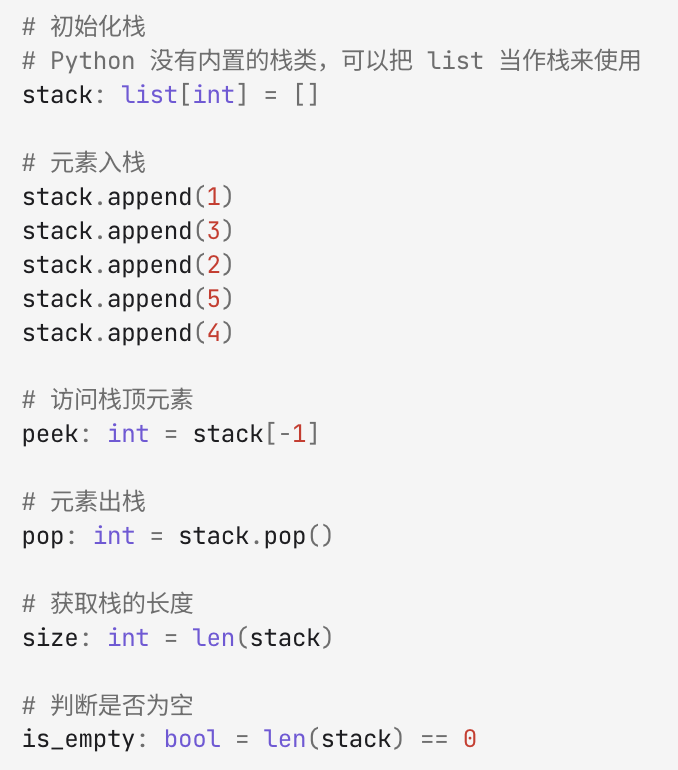 # 初始化栈
# Python 没有内置的栈类，可以把 list 当作栈来使用
stack: list[int] = []
# 元素入栈
stack.append(1)
stack.append(3)
stack.append(2)
stack.append(5)
stack.append(4)
# 访问栈顶元素
peek: int = stack[-1]
# 元素出栈
pop: int = stack.pop()
# 获取栈的长度
size: int = len(stack)
# 判断是否为空
is_empty: bool = len(stack) == 0